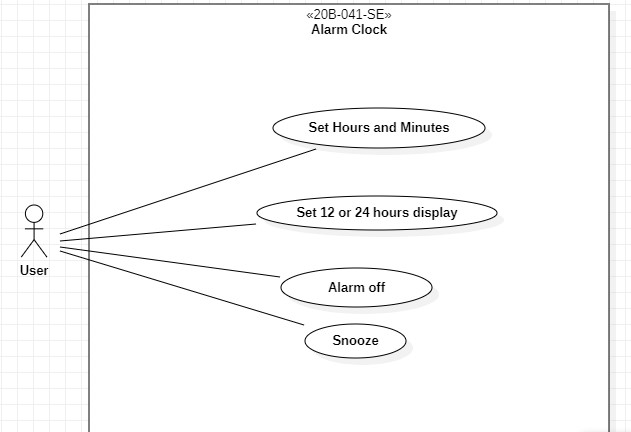 «20B-041-SE»
Alarm Clock
Set Hours and Minutes
Set 12 or 24 hours display
User
Alarm off
Snooze